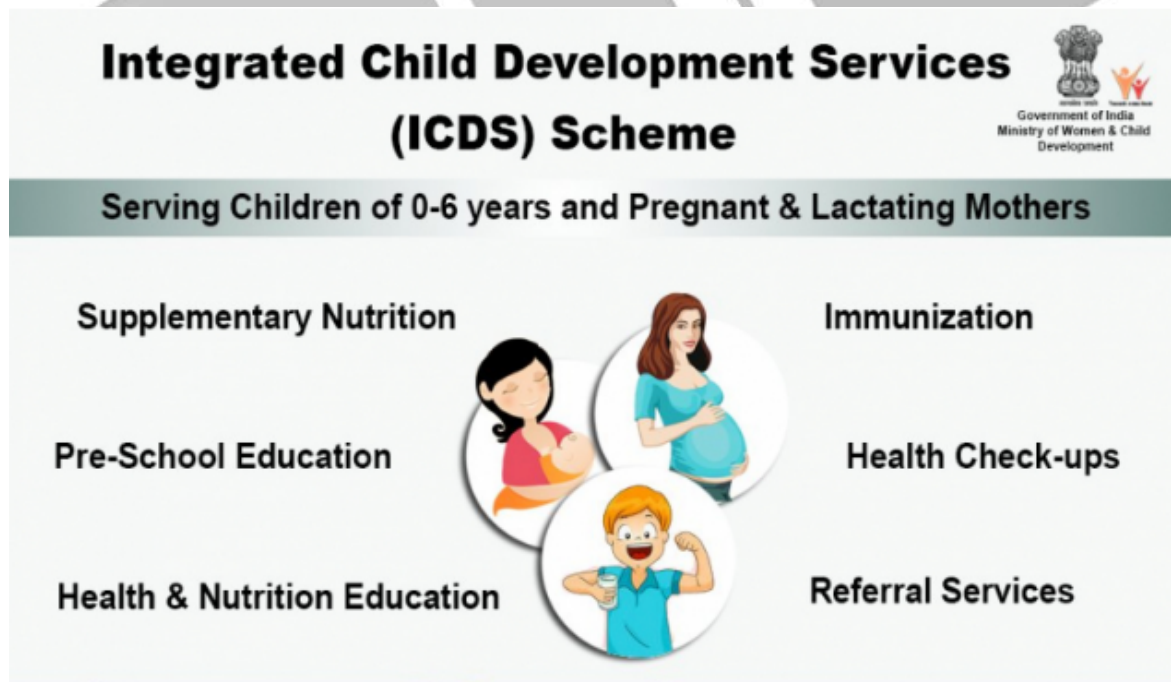 Integrated Child Development Services
(ICDS) Scheme
Government of India
Ministry of Women & Child
Development
Serving Children of 0-6 years and Pregnant & Lactating Mothers
Supplementary Nutrition
Immunization
Pre-School Education
Health Check-ups
Health & Nutrition Education
Referral Services